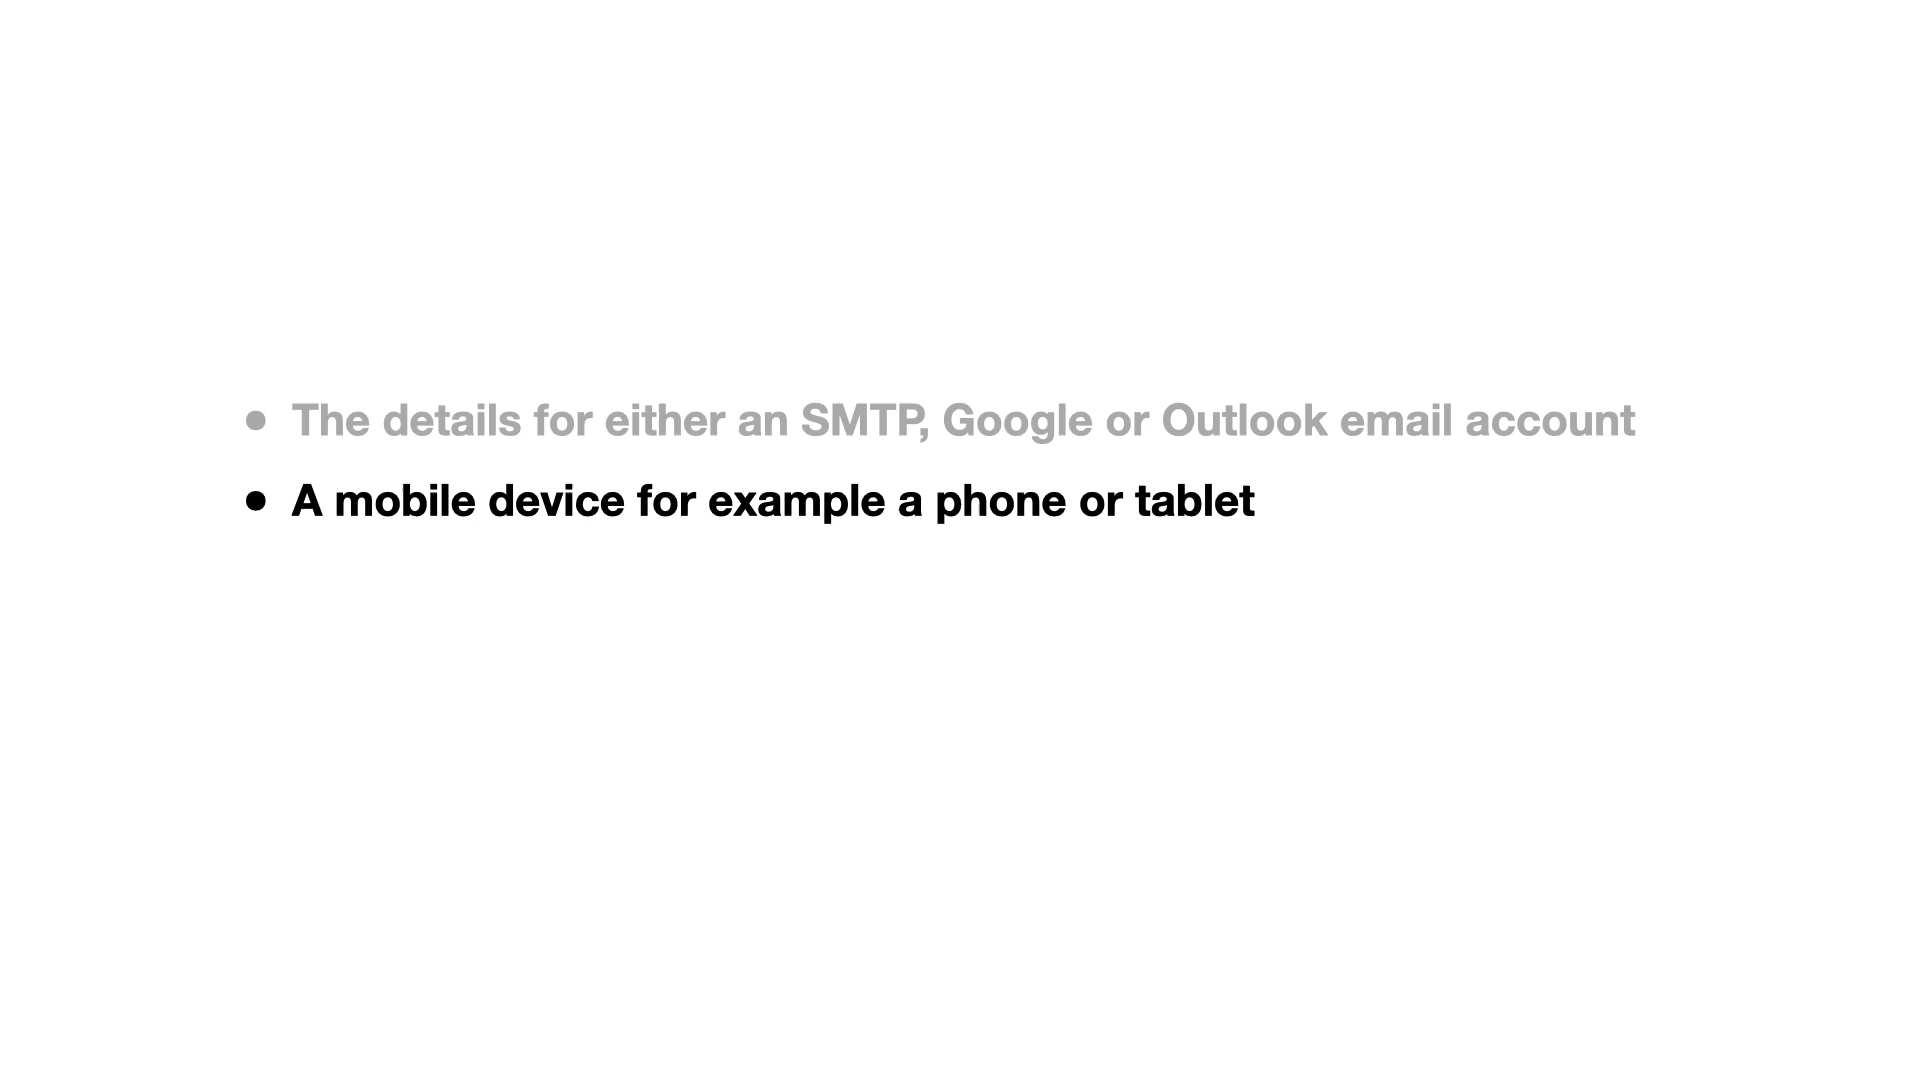 • The details for either an SMTP, Google or Outlook email account
• A mobile device for example a phone or tablet